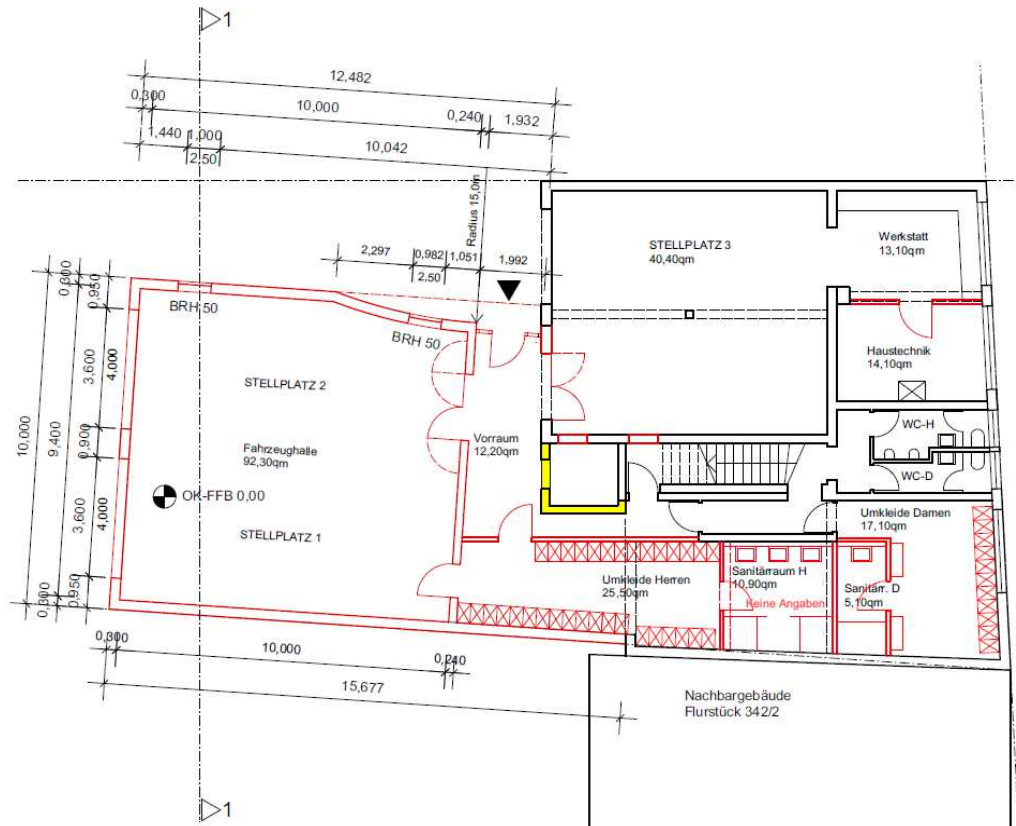 1
12,482
0,300
10,000
0,240
1,932
1,440
1,000
10,042
2,50
Radius 15,0m
2,297
0,982
1,051
1,992
2.50
STELLPLATZ 3
40,40qm
Werkstatt
13,10qm
BRH 50
BRH 50
Haustechnik
14,10qm
STELLPLATZ 2
Fahrzeughalle
92,30qm
Vorraum
12,20qm
WC-H
WC-D
OK-FFB 0,00
STELLPLATZ 1
Umkleide Damen
17,10qm
Umkleide Herren
25,50qm
Sanitärraum H
10,90qm
Keine Angaben
Sanitärr. D
5,10qm
10,000
0,300
9,400
0,300
0,950
3,600
4,000
0,900
3,600
4,000
0,950
0,300
10,000
0,240
15,677
Nachbargebäude
Flurstück 342/2
1